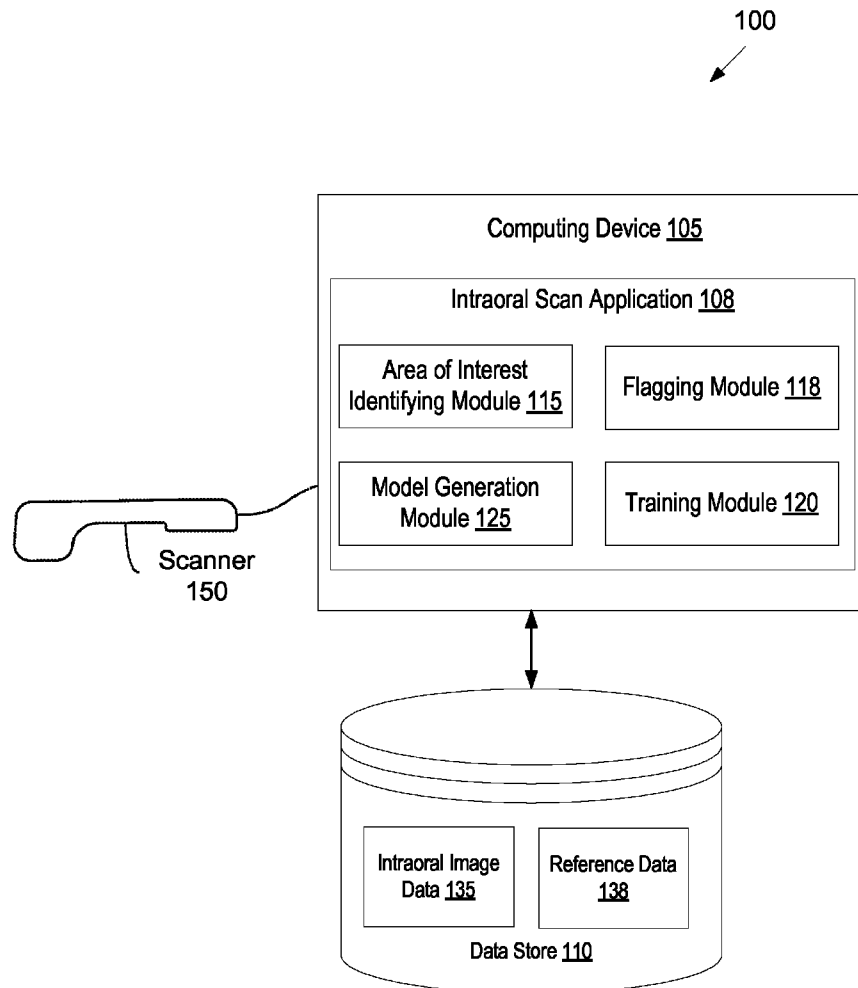 100
Computing Device 105
Intraoral Scan Application 108
Area of Interest
Identifying Module 115
Flagging Module 118
Model Generation
Module 125
Training Module 120
Scanner
150
Intraoral Image
Data 135
Reference Data
138
Data Store 110